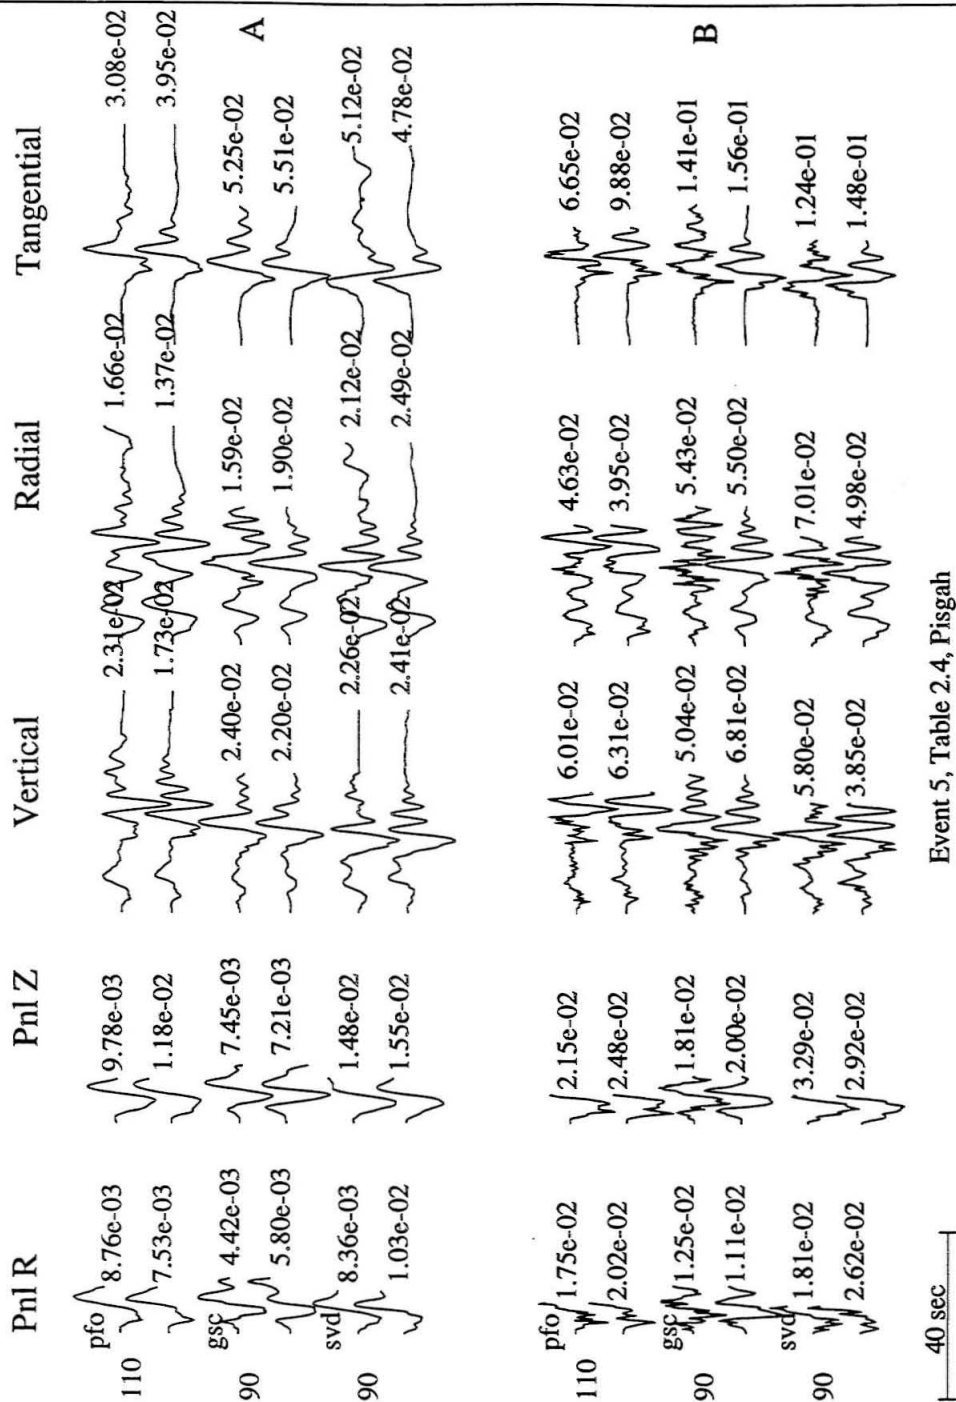 Pnl R Pnl Z Vertical Radial Tangential
pfo 8.76e-03 9.78e-03 2.31e-02 1.66e-02 3.08e-02
110 7.53e-03 1.18e-02 1.73e-02 1.37e-02 3.95e-02
gsc 4.42e-03 7.45e-03 2.40e-02 1.59e-02 5.25e-02
90 5.80e-03 7.21e-03 2.20e-02 1.90e-02 5.51e-02
svd 8.36e-03 1.48e-02 2.26e-02 2.12e-02 5.12e-02
90 1.03e-02 1.55e-02 2.41e-02 2.49e-02 4.78e-02
A
pfo 1.75e-02 2.15e-02 6.01e-02 4.63e-02 6.65e-02
110 2.02e-02 2.48e-02 6.31e-02 3.95e-02 9.88e-02
gsc 1.25e-02 1.81e-02 5.04e-02 5.43e-02 1.41e-01
90 1.11e-02 2.00e-02 6.81e-02 5.50e-02 1.56e-01
svd 1.81e-02 3.29e-02 5.80e-02 7.01e-02 1.24e-01
90 2.62e-02 2.92e-02 3.85e-02 4.98e-02 1.48e-01
B
40 sec
Event 5, Table 2.4, Pisgah